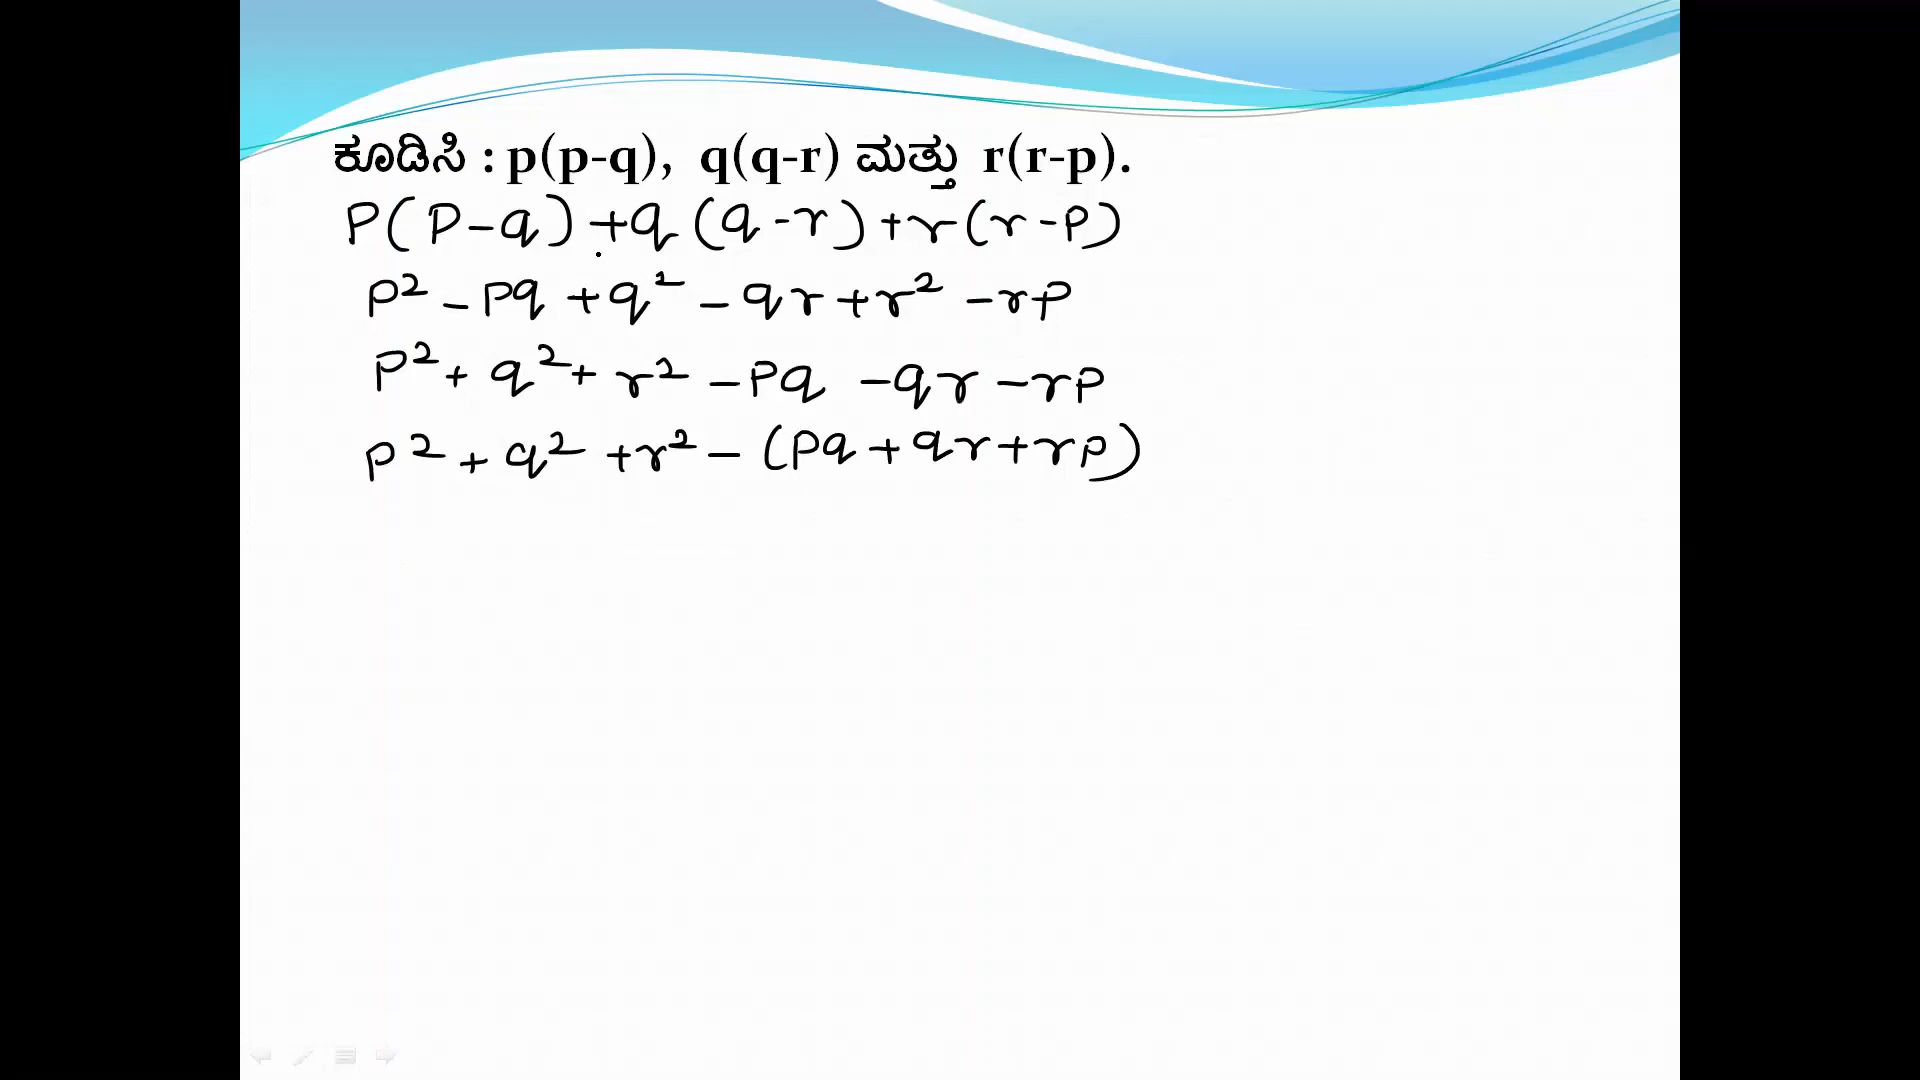 ಕೂಡಿಸಿ : p(p-q), q(q-r) ಮತ್ತು r(r-p).
P(P-q)+q(q-r)+r(r-p)
p²-pq+q²-qr+r²-rp
p²+q²+r²-pq-qr-rp
p²+q²+r²-(pq+qr+rp)